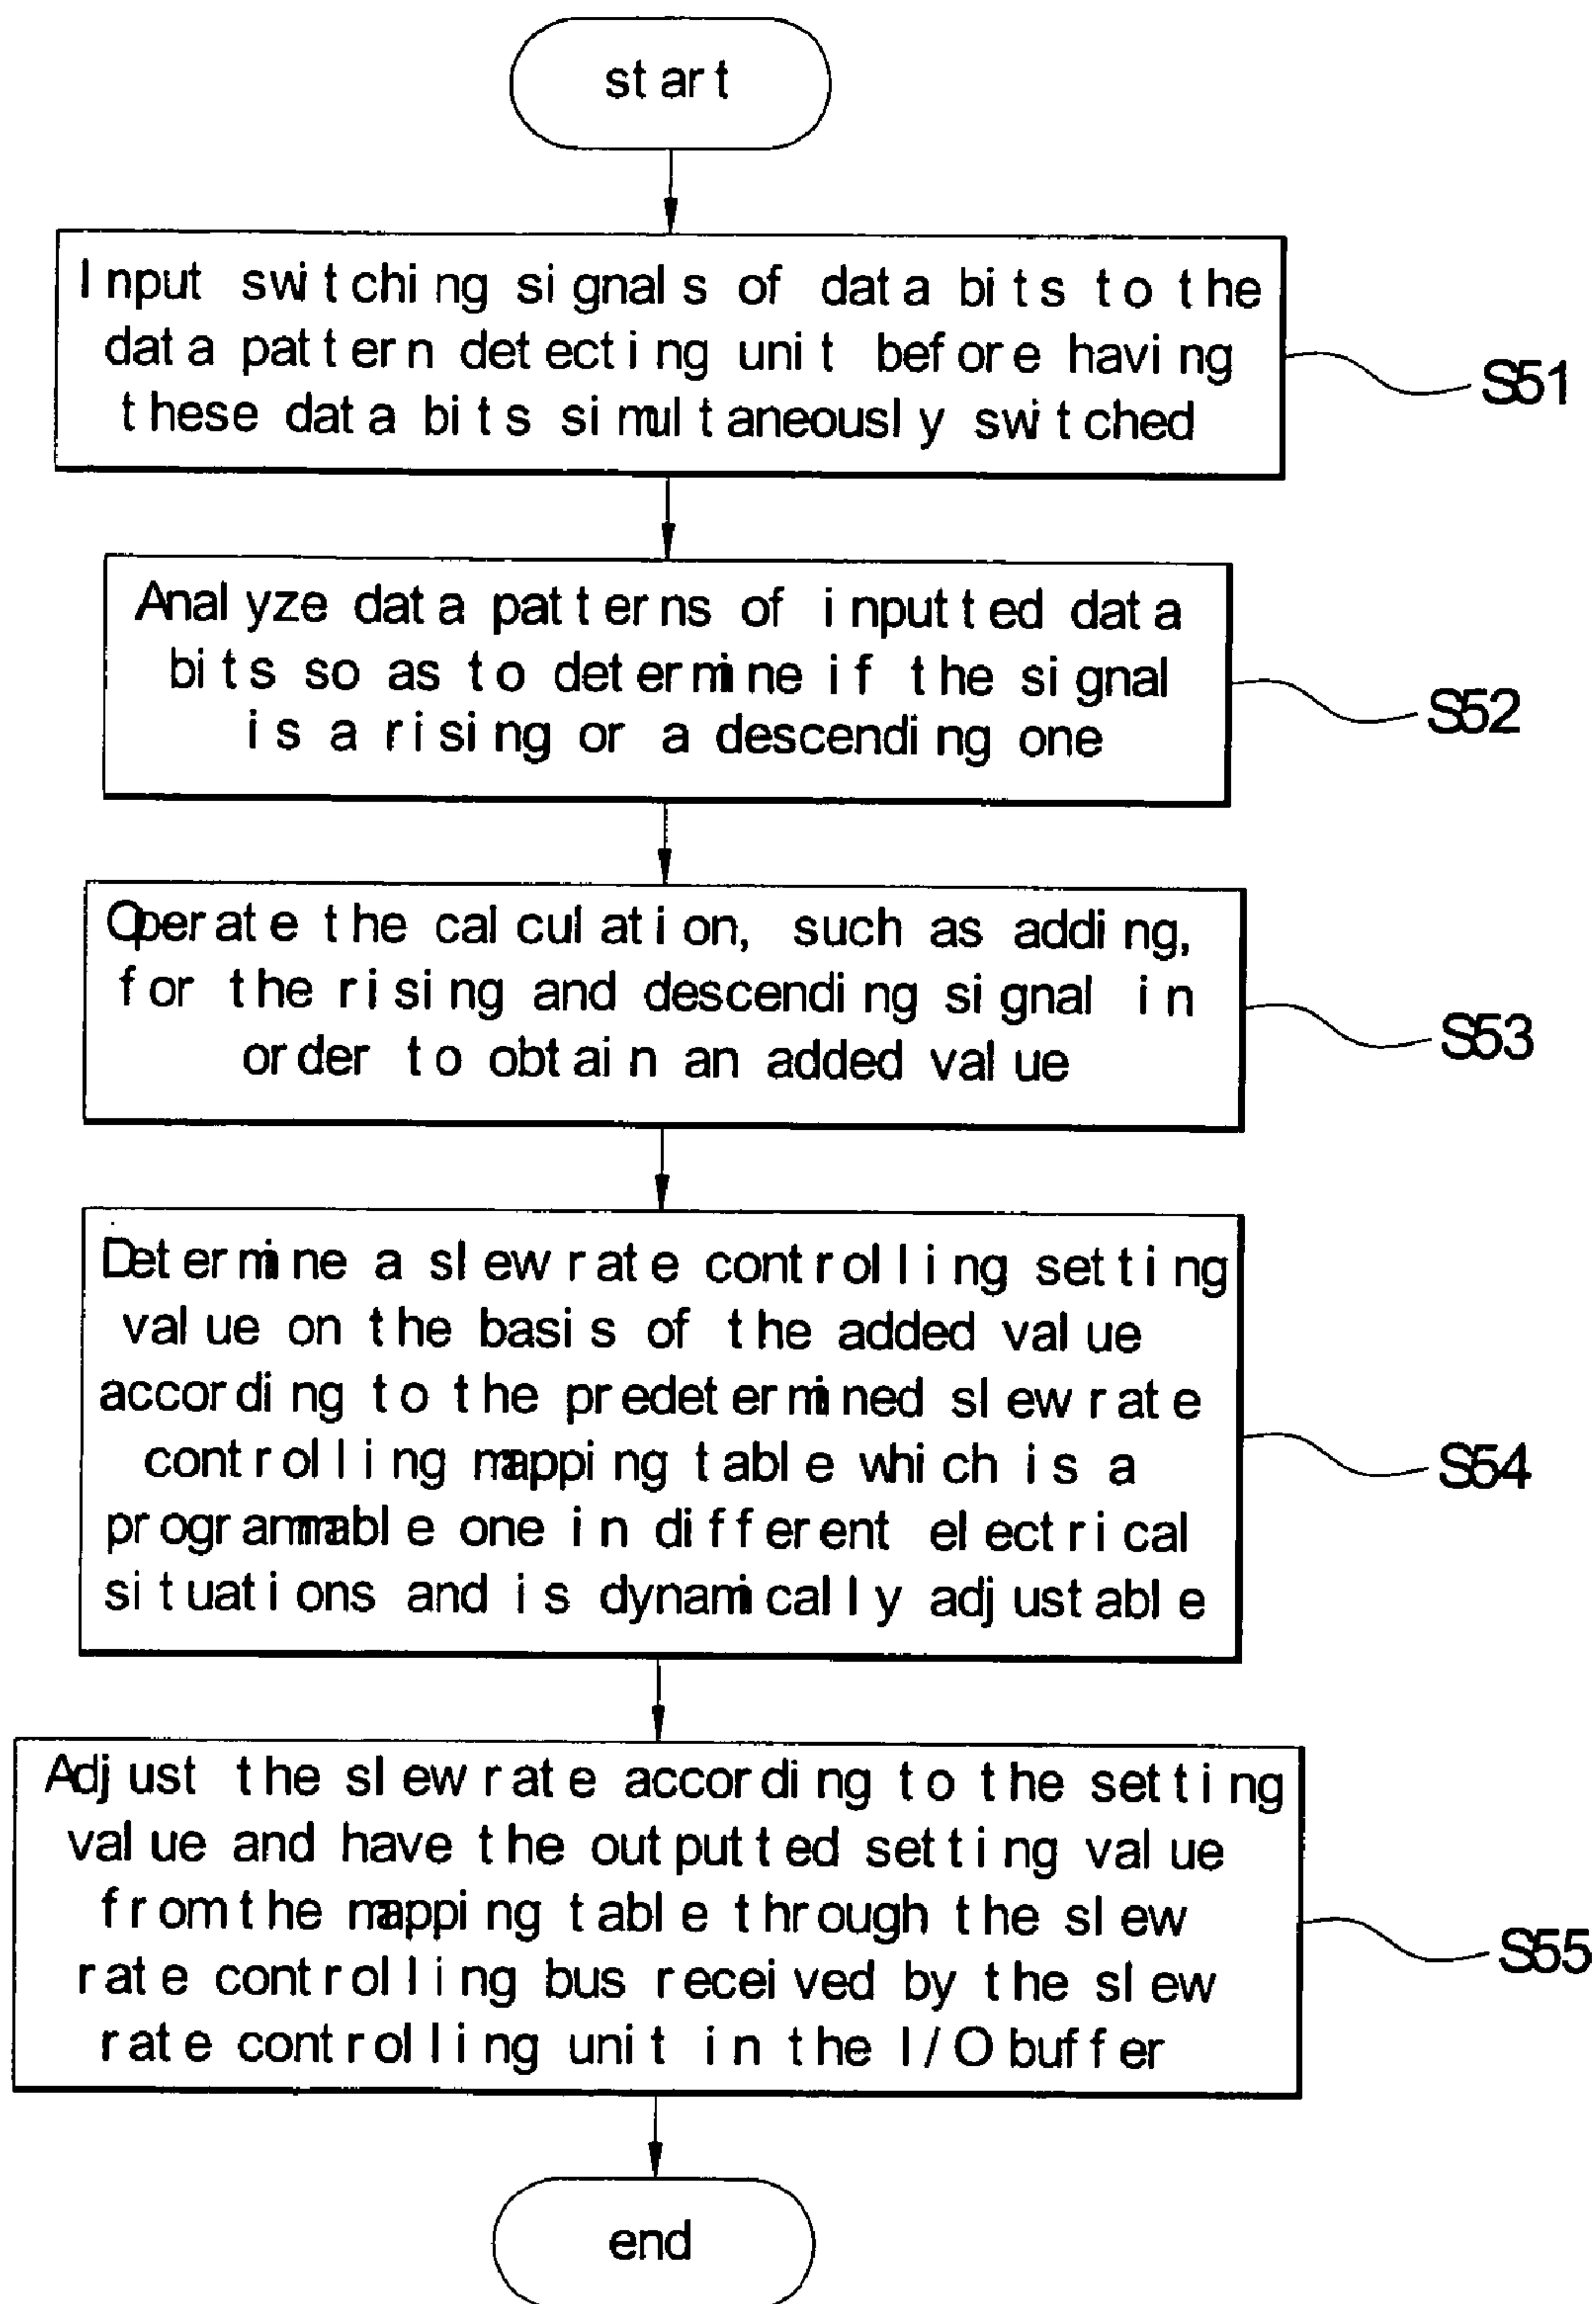 start
Input switching signals of data bits to the
data pattern detecting unit before having
these data bits simultaneously switched
S51
Analyze data patterns of inputted data
bits so as to determine if the signal
is a rising or a descending one
S52
Operate the calculation, such as adding,
for the rising and descending signal in
order to obtain an added value
S53
Determine a slew rate controlling setting
value on the basis of the added value
according to the predetermined slew rate
controlling mapping table which is a
programmable one in different electrical
situations and is dynamically adjustable
S54
Adjust the slew rate according to the setting
value and have the outputted setting value
from the mapping table through the slew
rate controlling bus received by the slew
rate controlling unit in the I/O buffer
S55
end